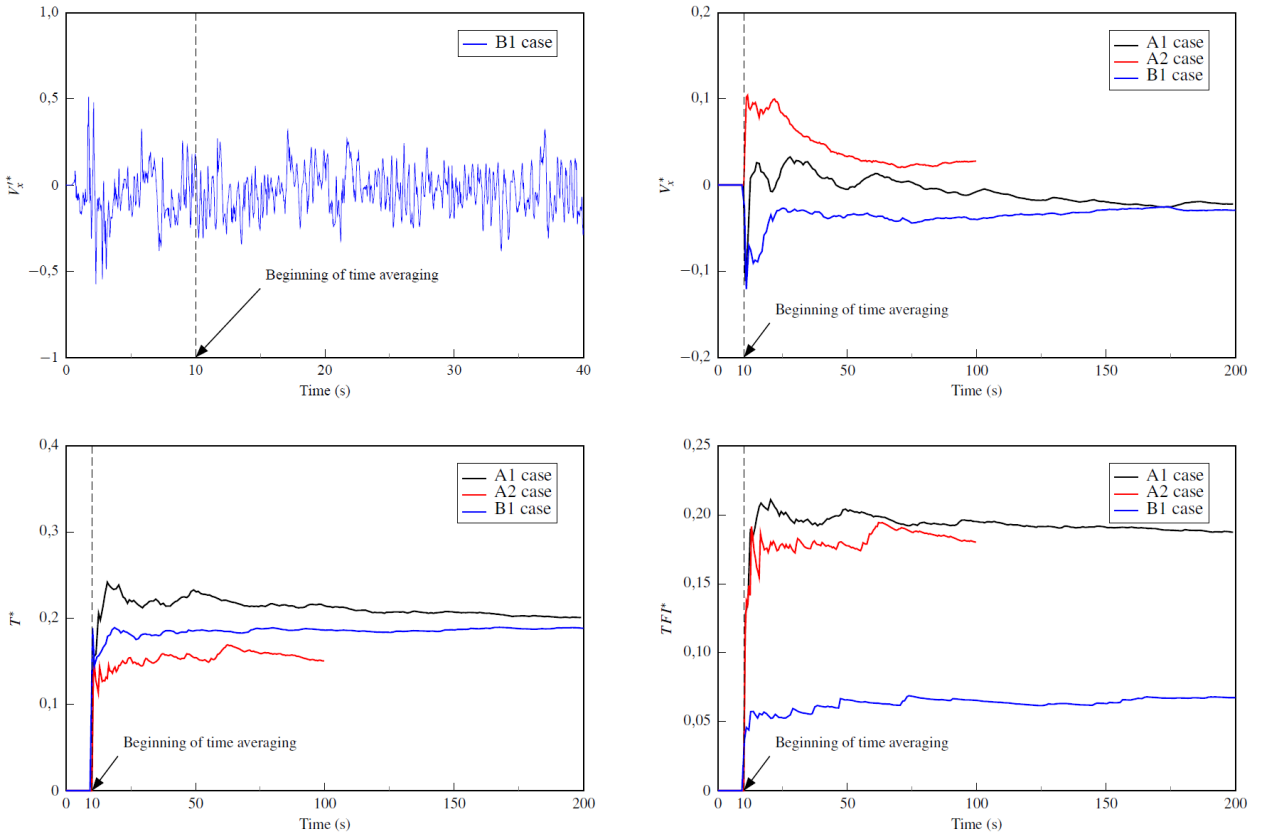 1,0
0,5
0
−0,5
−1
V′x*
B1 case
Beginning of time averaging
0
10
20
30
40
Time (s)
0,2
0,1
0
−0,1
−0,2
Vx*
A1 case
A2 case
B1 case
Beginning of time averaging
0
10
50
100
150
200
Time (s)
0,4
0,3
0,2
0,1
0
T*
A1 case
A2 case
B1 case
Beginning of time averaging
0
10
50
100
150
200
Time (s)
0,25
0,20
0,15
0,10
0,05
0
TFI*
A1 case
A2 case
B1 case
Beginning of time averaging
0
10
50
100
150
200
Time (s)